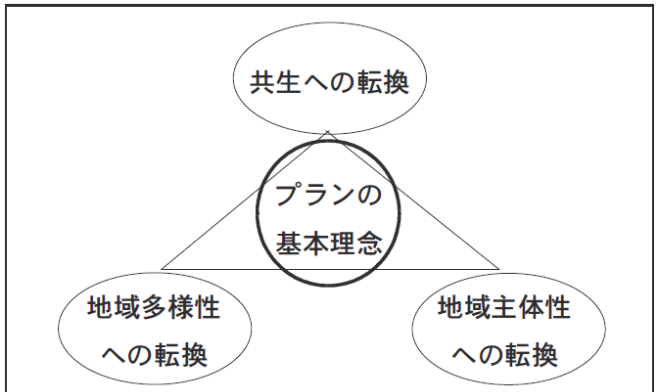 共生への転換
プランの
基本理念
地域多様性
への転換
地域主体性
への転換